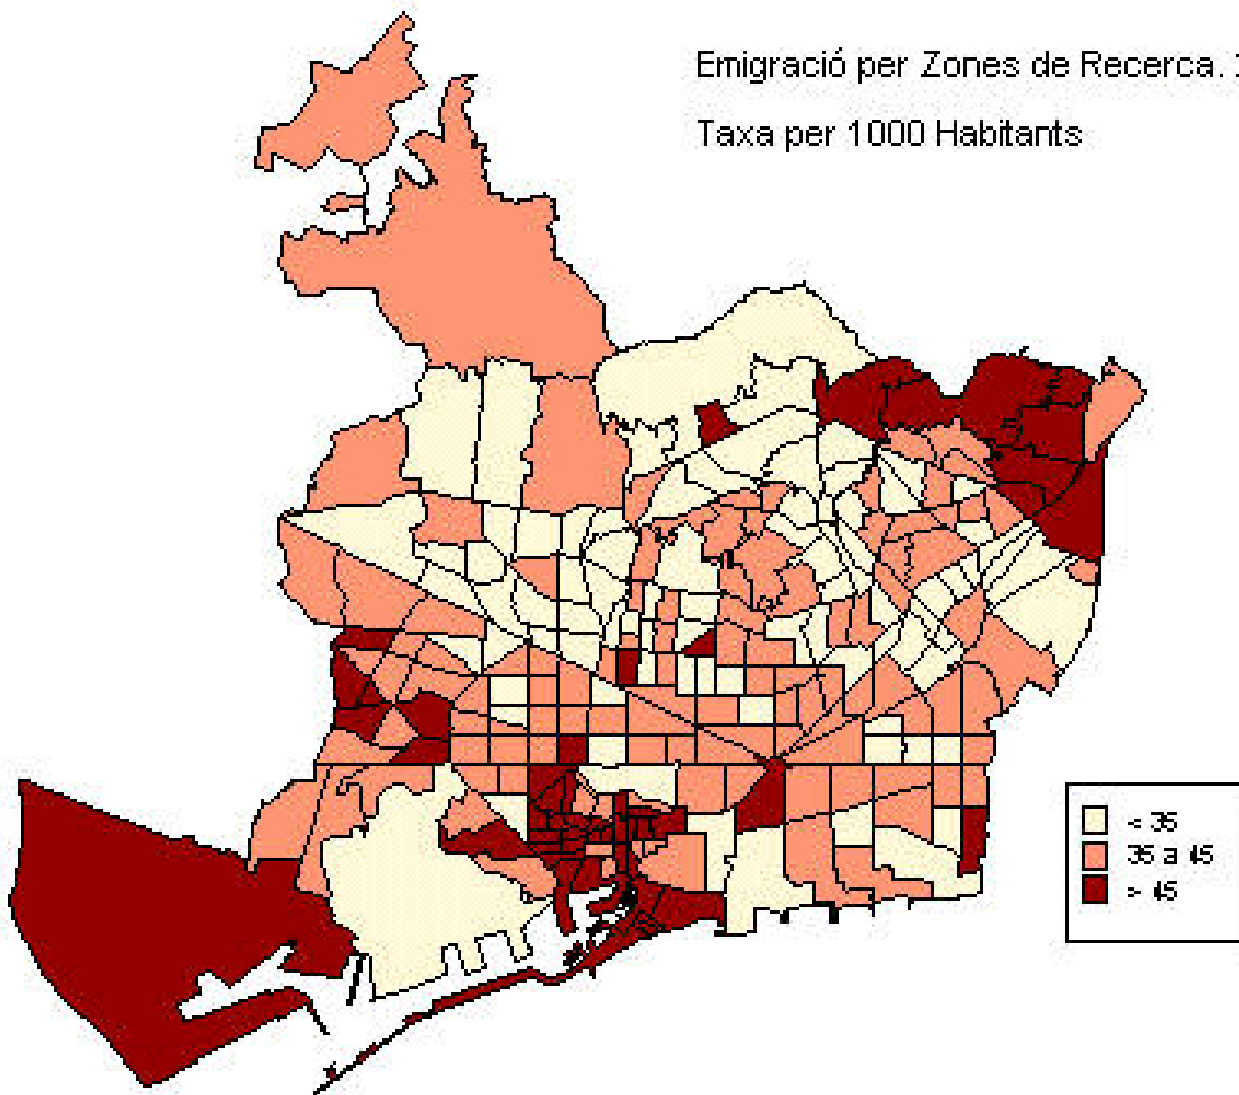 Emigració per Zones de Recerca.
Taxa per 1000 Habitants
< 35
35 a 45
> 45